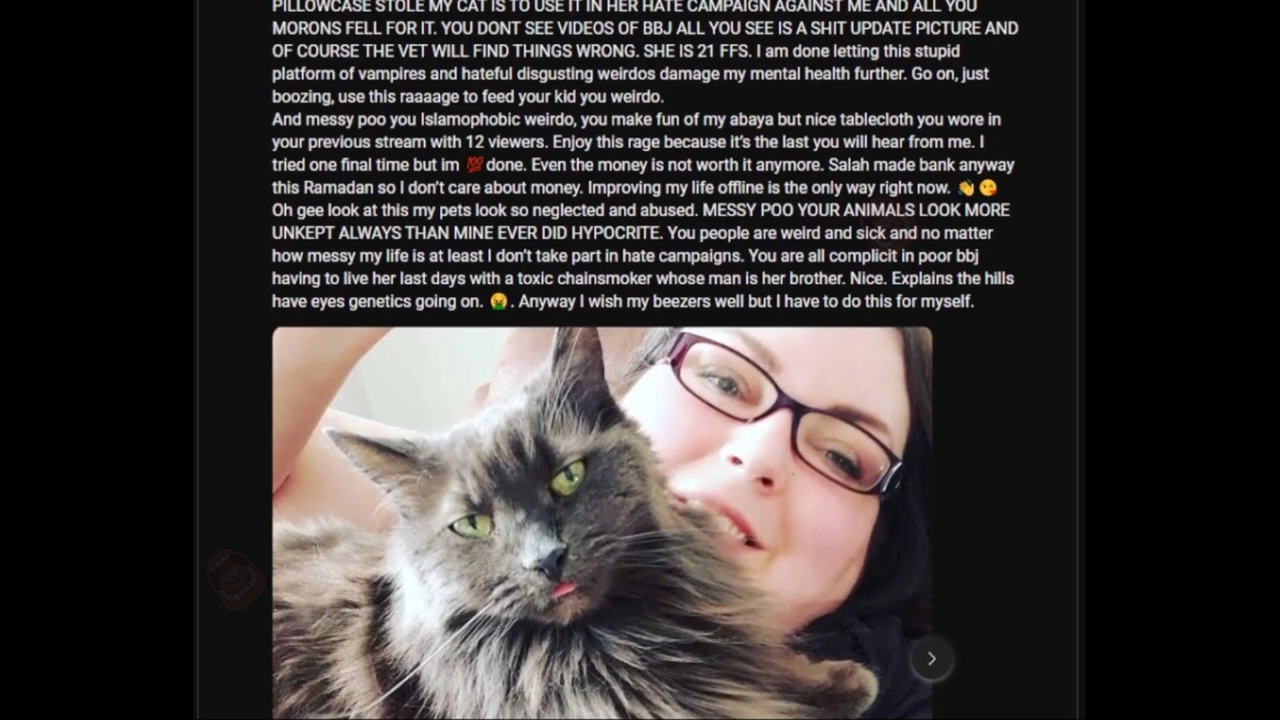 PILLOWCASE STOLE MY CAT IS TO USE IT IN HER HATE CAMPAIGN AGAINST ME AND ALL YOU
MORONS FELL FOR IT. YOU DONT SEE VIDEOS OF BBJ ALL YOU SEE IS A SHIT UPDATE PICTURE AND
OF COURSE THE VET WILL FIND THINGS WRONG. SHE IS 21 FFS. I am done letting this stupid
platform of vampires and hateful disgusting weirdos damage my mental health further. Go on, just
boozing, use this raaaage to feed your kid you weirdo.
And messy poo you Islamophobic weirdo, you make fun of my abaya but nice tablecloth you wore in
your previous stream with 12 viewers. Enjoy this rage because it’s the last you will hear from me. I
tried one final time but im 💯 done. Even the money is not worth it anymore. Salah made bank anyway
this Ramadan so I don’t care about money. Improving my life offline is the only way right now. 👏 😘
Oh gee look at this my pets look so neglected and abused. MESSY POO YOUR ANIMALS LOOK MORE
UNKEPT ALWAYS THAN MINE EVER DID HYPOCRITE. You people are weird and sick and no matter
how messy my life is at least I don’t take part in hate campaigns. You are all complicit in poor bbj
having to live her last days with a toxic chainsmoker whose man is her brother. Nice. Explains the hills
have eyes genetics going on. 🤮. Anyway I wish my beezers well but I have to do this for myself.